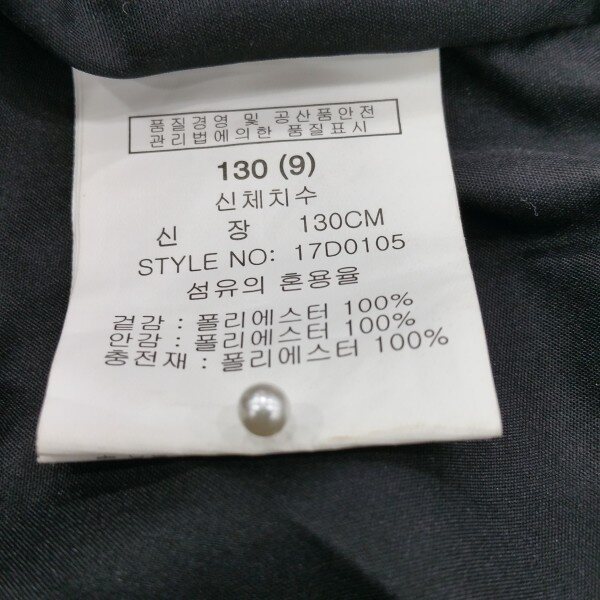 품질경영 및 공산품안전
관리법에의한 품질표시
130 (9)
신체치수
신 장 130CM
STYLE NO: 17D0105
섬유의 혼용율
겉감 : 폴리에스터 100%
안감 : 폴리에스터 100%
충전재 : 폴리에스터 100%